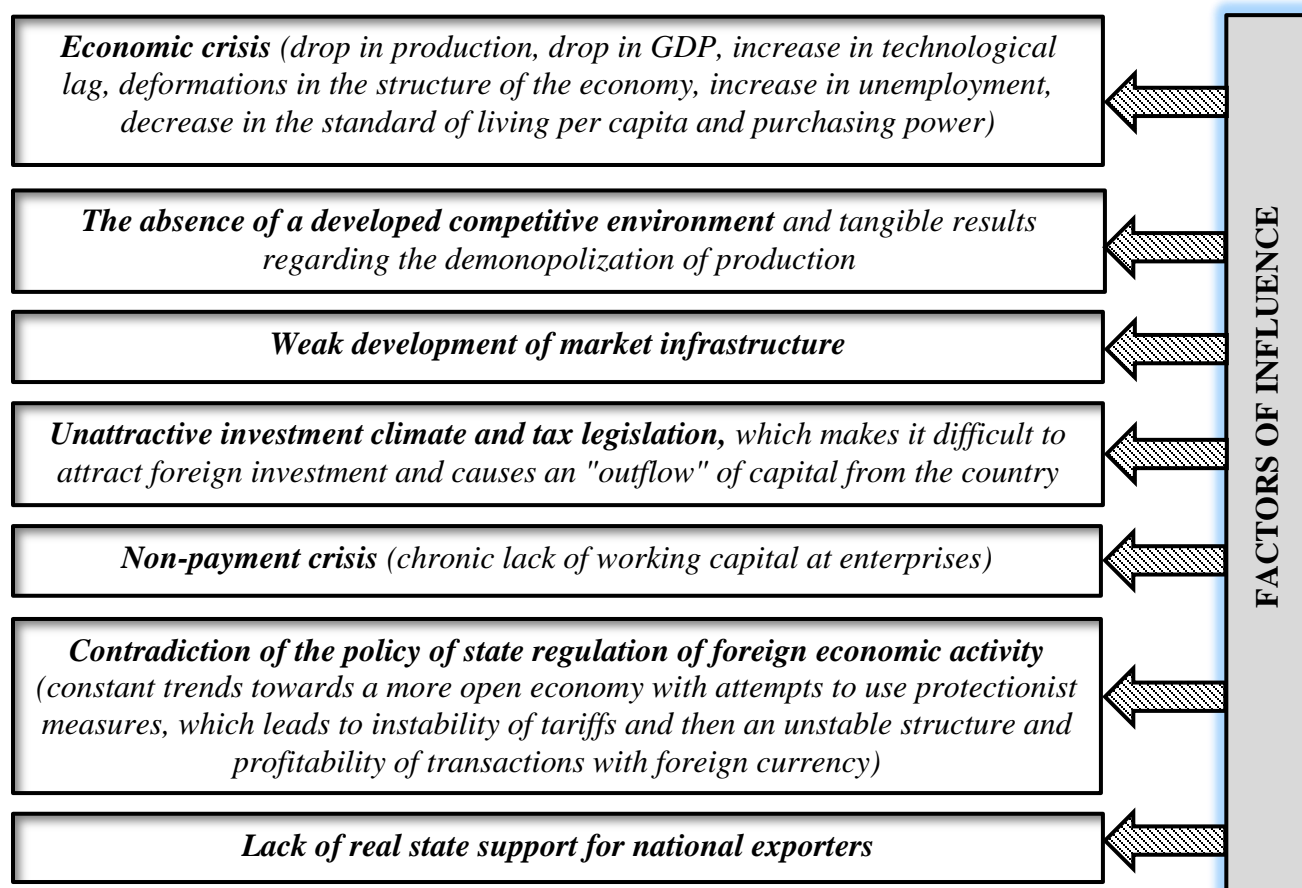 Economic crisis (drop in production, drop in GDP, increase in technological
lag, deformations in the structure of the economy, increase in unemployment,
decrease in the standard of living per capita and purchasing power)
The absence of a developed competitive environment and tangible results
regarding the demonopolization of production
Weak development of market infrastructure
Unattractive investment climate and tax legislation, which makes it difficult to
attract foreign investment and causes an "outflow" of capital from the country
Non-payment crisis (chronic lack of working capital at enterprises)
Contradiction of the policy of state regulation of foreign economic activity
(constant trends towards a more open economy with attempts to use protectionist
measures, which leads to instability of tariffs and then an unstable structure and
profitability of transactions with foreign currency)
Lack of real state support for national exporters
FACTORS OF INFLUENCE